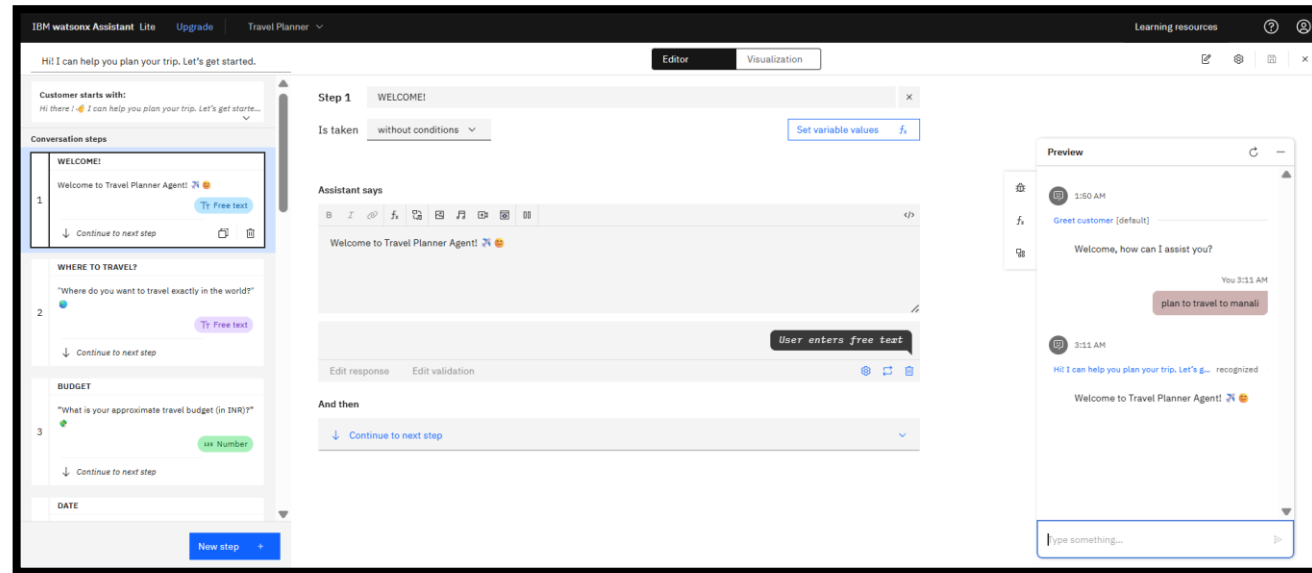 IBM watsonx Assistant Lite Upgrade Travel Planner Learning resources
Hi! I can help you plan your trip. Let's get started.
Editor Visualization
Customer starts with:
Hi there !👋 I can help you plan your trip. Let's get starte...
Conversation steps
1
WELCOME!
Welcome to Travel Planner Agent! ✈️ 😊
Tт Free text
Continue to next step
2
WHERE TO TRAVEL?
"Where do you want to travel exactly in the world?"
🌍
Tт Free text
Continue to next step
3
BUDGET
"What is your approximate travel budget (in INR)?"
💸
123 Number
Continue to next step
DATE
New step +
Step 1 WELCOME!
Is taken without conditions Set variable values fx
Assistant says
B I fx </>
Welcome to Travel Planner Agent! ✈️ 😊
User enters free text
Edit response Edit validation
And then
Continue to next step
fx
Preview
1:50 AM
Greet customer [default]
Welcome, how can I assist you?
You 3:11 AM
plan to travel to manali
3:11 AM
Hi! I can help you plan your trip. Let's g... recognized
Welcome to Travel Planner Agent! ✈️ 😊
Type something...